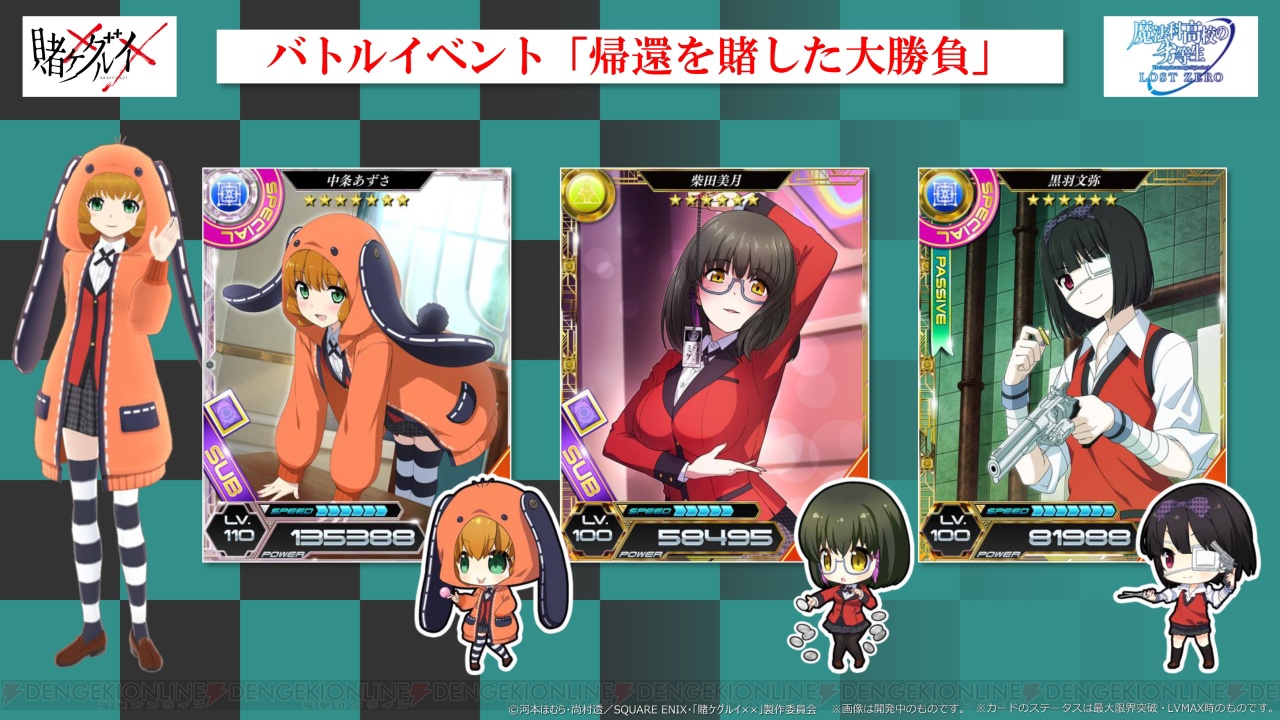 賭ケグルイ××
バトルイベント「帰還を賭した大勝負」
魔法科高校の
劣等生
LOST ZERO
中条あずさ
SPECIAL
SUB
LV.
110
SPEED
135388
POWER
柴田美月
SUB
LV.
100
SPEED
58495
POWER
黒羽文弥
SPECIAL
PASSIVE
LV.
100
SPEED
81988
POWER
DENGEKIONLINE DENGEKIONLINE DENGEKIONLINE DENGEKIONLINE DENGEKIONLINE DENGEKIONLINE
©河本ほむら・尚村透／SQUARE ENIX・「賭ケグルイ××」製作委員会　※画像は開発中のものです。　※カードのステータスは最大限界突破・LVMAX時のものです。